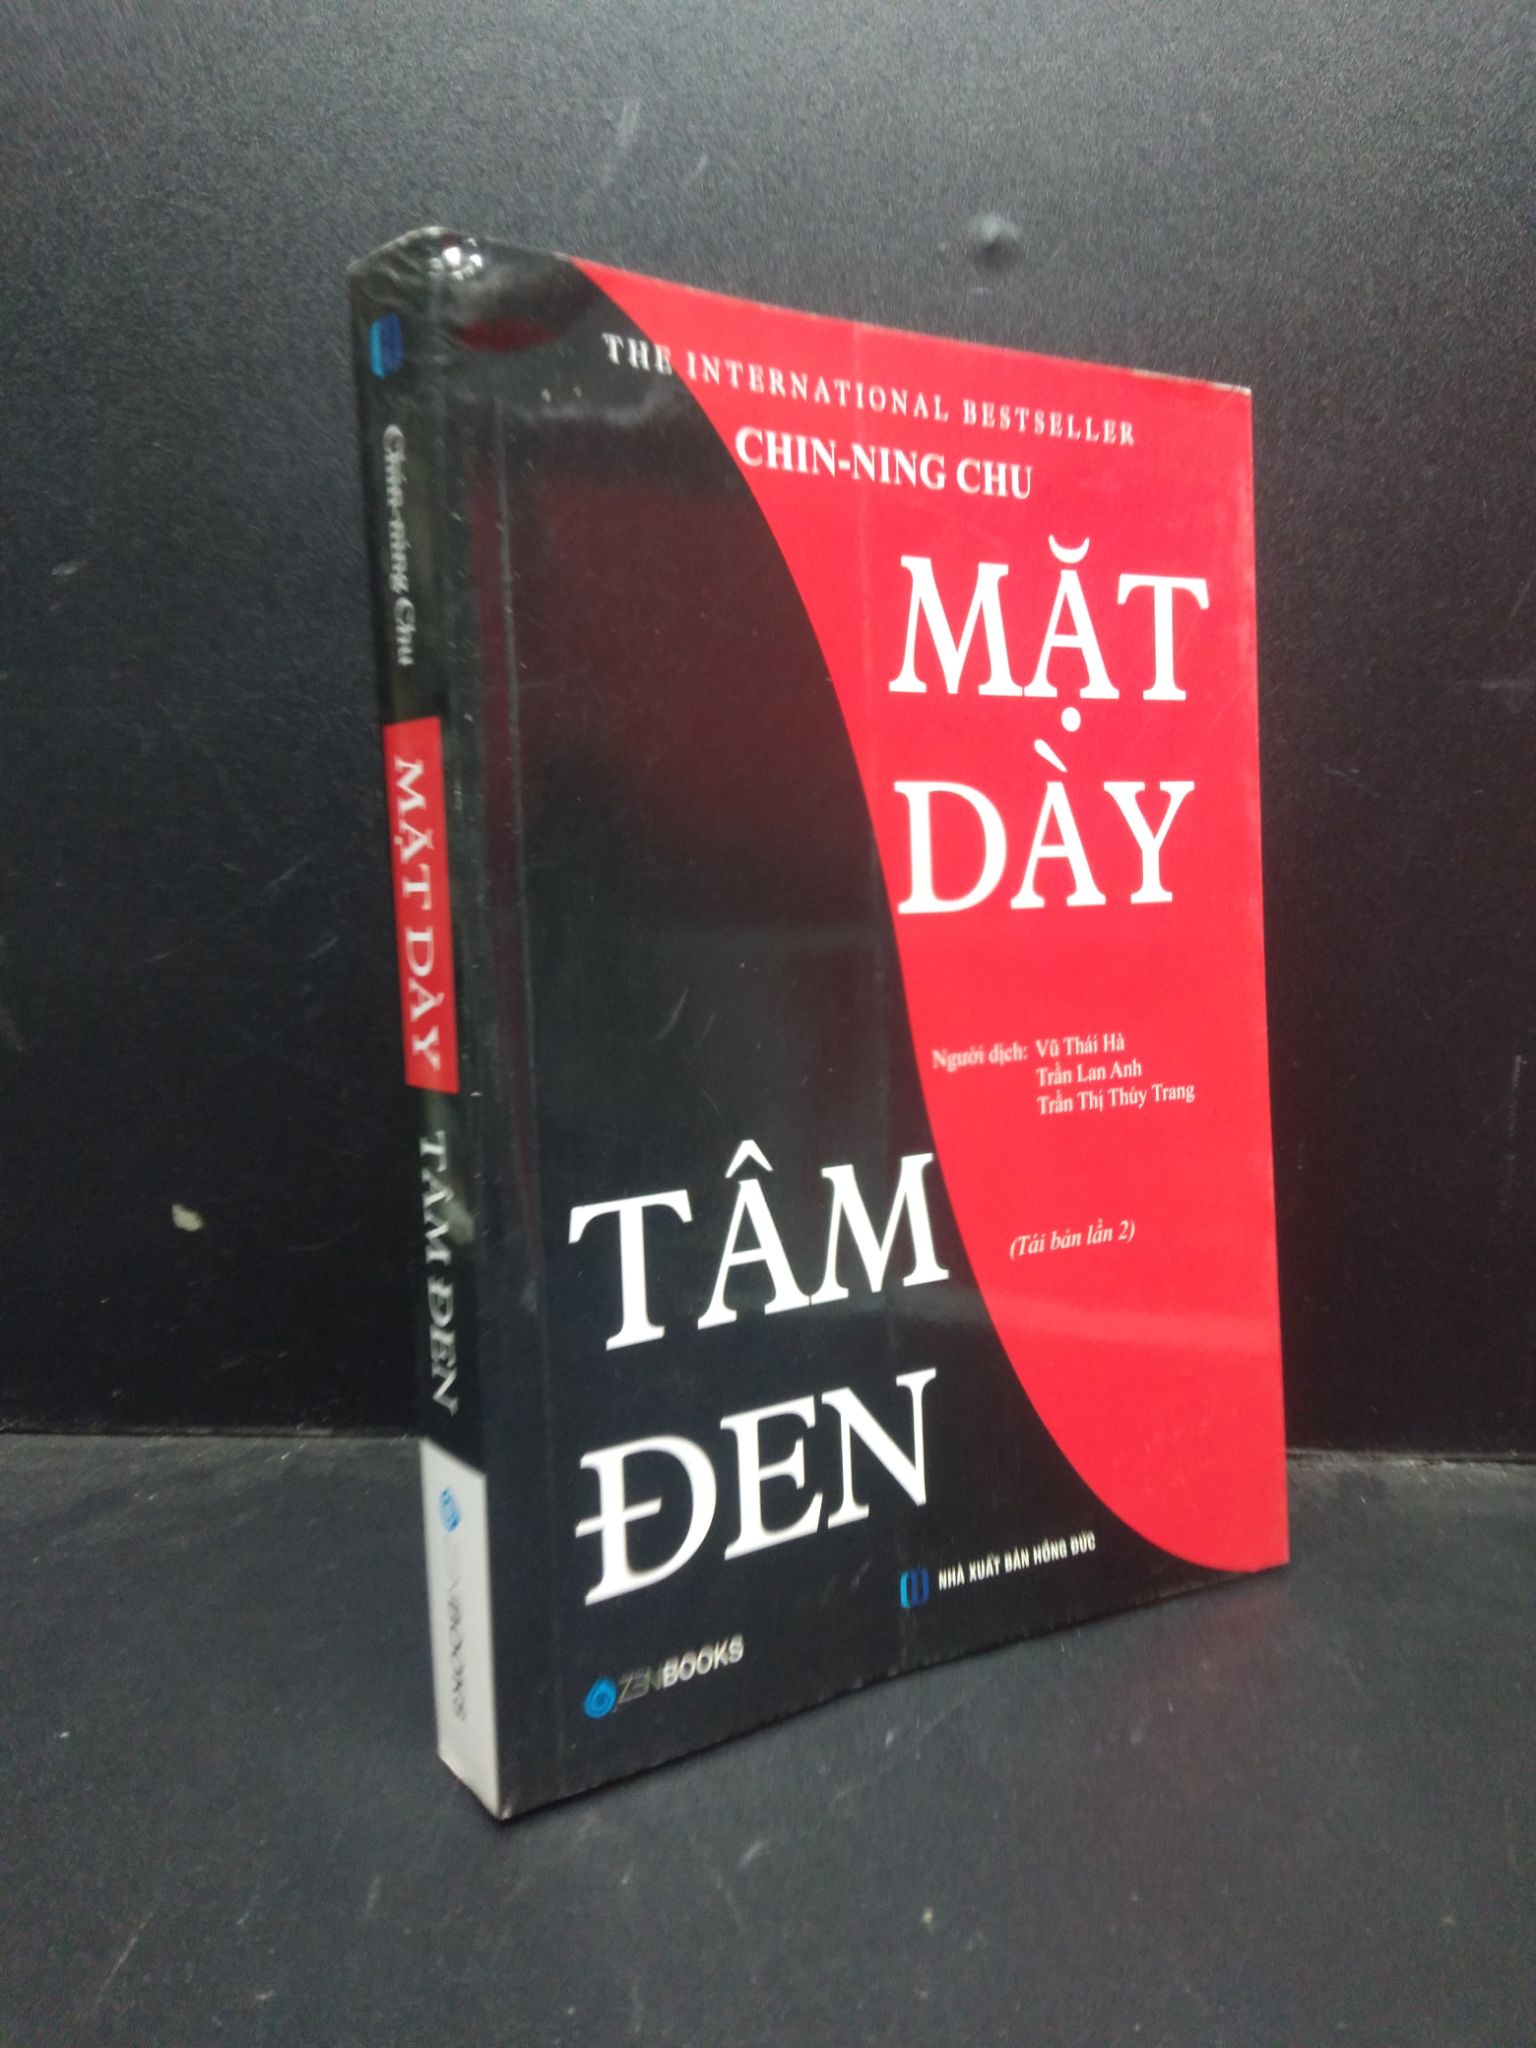 THE INTERNATIONAL BESTSELLER
CHIN-NING CHU
MẶT
DÀY
Người dịch: Vũ Thái Hà
Trần Lan Anh
Trần Thị Thủy Trang
(Tái bản lần 2)
TÂM
ĐEN
NHÀ XUẤT BẢN HỒNG ĐỨC
ZENBOOKS
Chin-ning Chu
MẶT DÀY
TÂM ĐEN